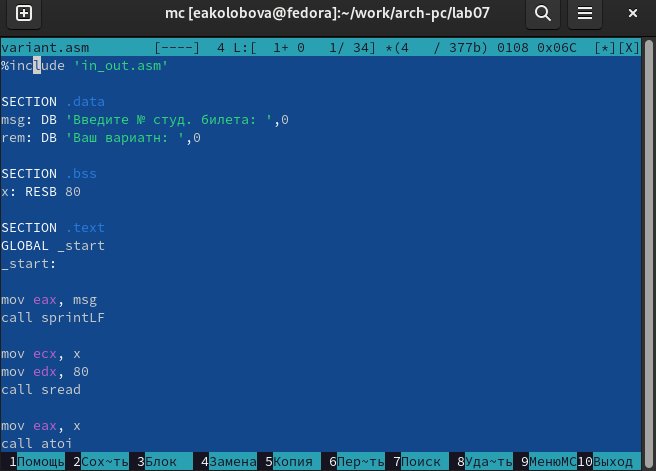 mc [eakolobova@fedora]:~/work/arch-pc/lab07
variant.asm [----] 4 L:[ 1+ 0 1/ 34] *(4 / 377b) 0108 0x06C [*][X]
%include 'in_out.asm'
SECTION .data
msg: DB 'Введите № студ. билета: ',0
rem: DB 'Ваш вариатн: ',0
SECTION .bss
x: RESB 80
SECTION .text
GLOBAL _start
_start:
mov eax, msg
call sprintLF
mov ecx, x
mov edx, 80
call sread
mov eax, x
call atoi
1Помощь 2Сох~ть 3Блок 4Замена 5Копия 6Пер~ть 7Поиск 8Уда~ть 9МенюМС 10Выход